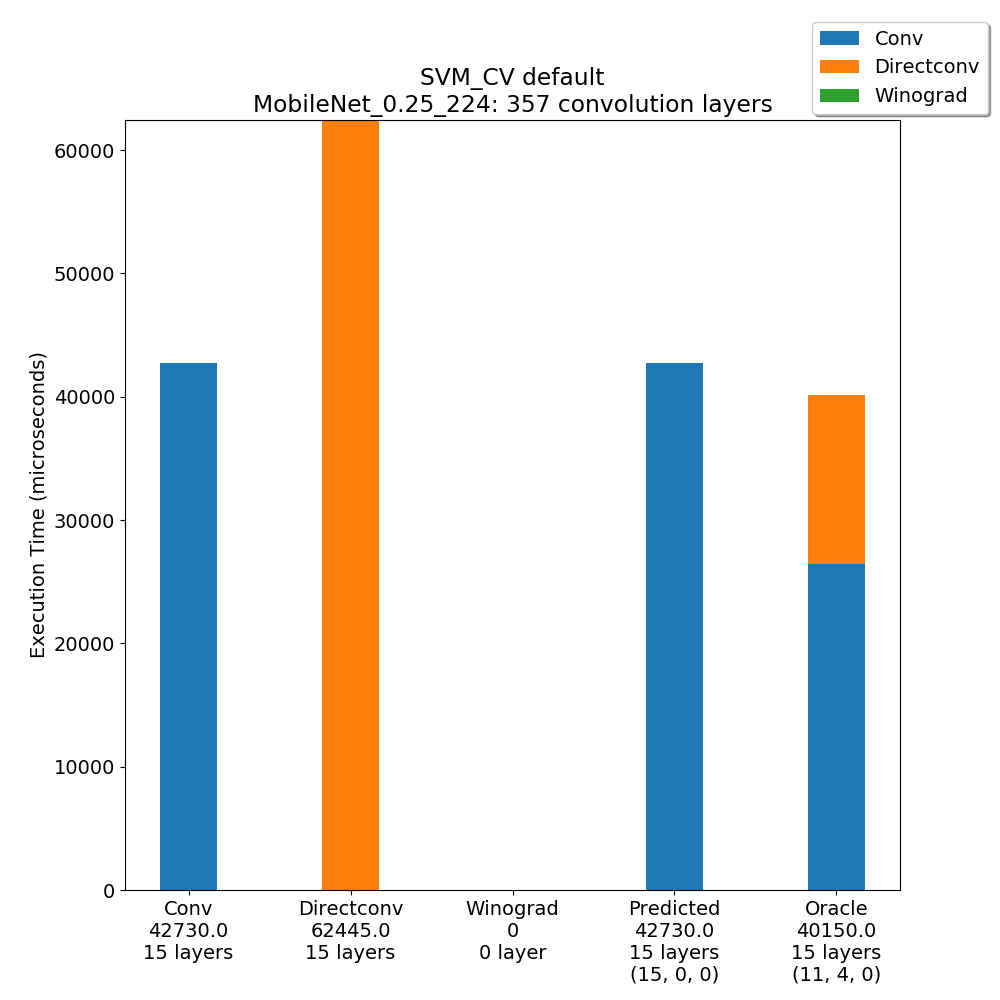 Conv
Directconv
Winograd
SVM_CV default
MobileNet_0.25_224: 357 convolution layers
Execution Time (microseconds)
60000
50000
40000
30000
20000
10000
0
Conv
42730.0
15 layers
Directconv
62445.0
15 layers
Winograd
0
0 layer
Predicted
42730.0
15 layers
(15, 0, 0)
Oracle
40150.0
15 layers
(11, 4, 0)